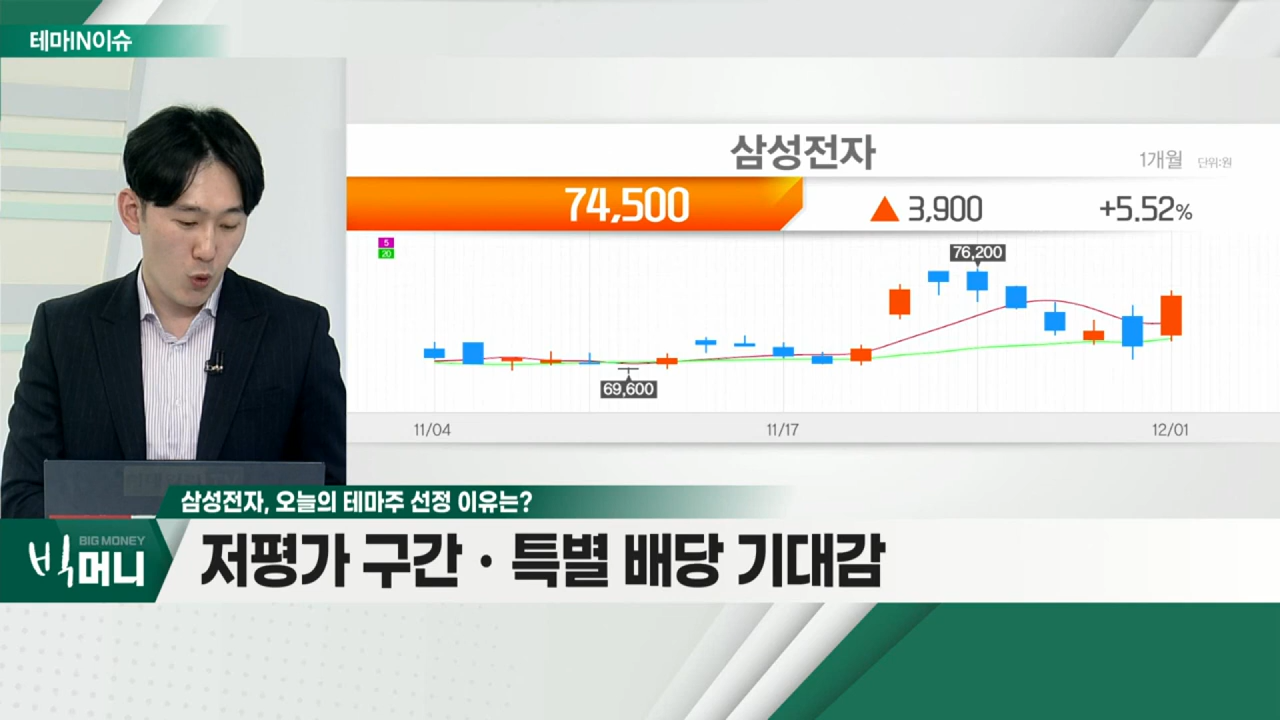 테마IN이슈
삼성전자
1개월 단위:원
74,500 ▲ 3,900 +5.52%
5
20
76,200
69,600
11/04 11/17 12/01
삼성전자, 오늘의 테마주 선정 이유는?
BIG MONEY
빅머니
저평가 구간 · 특별 배당 기대감